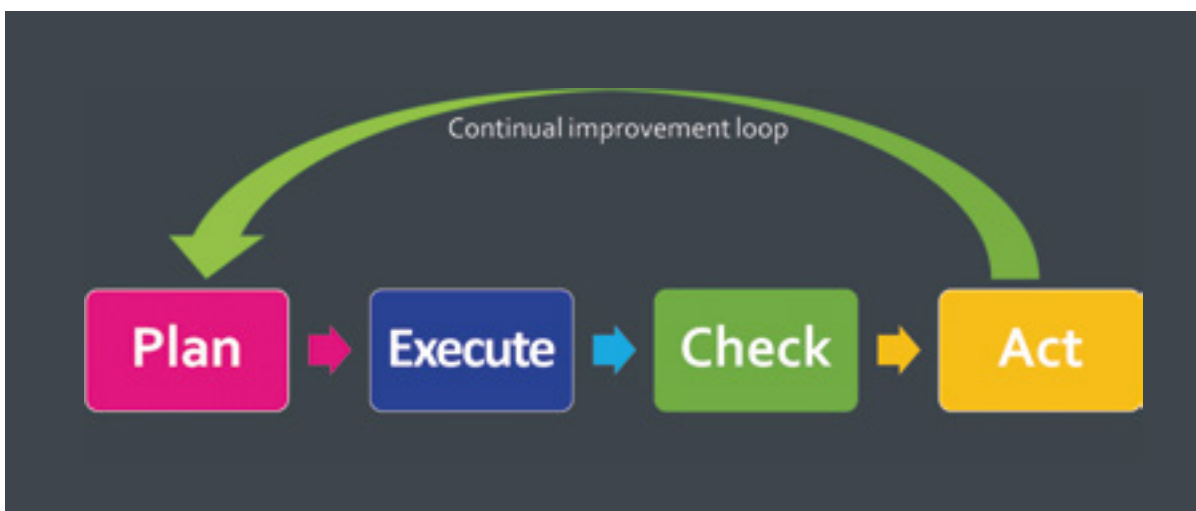 Continual improvement loop
Plan
Execute
Check
Act